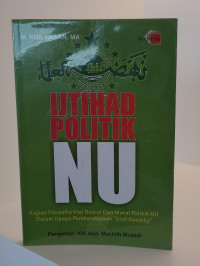 M. NUR HASAN, MA
IJTIHAD
POLITIK
NU
Kajian Filosofis Visi Sosial Dan Moral Politik NU
Dalam Upaya Pemberdayaan "Civil Society"
Pengantar: KH. Abd. Muchith Muzadi